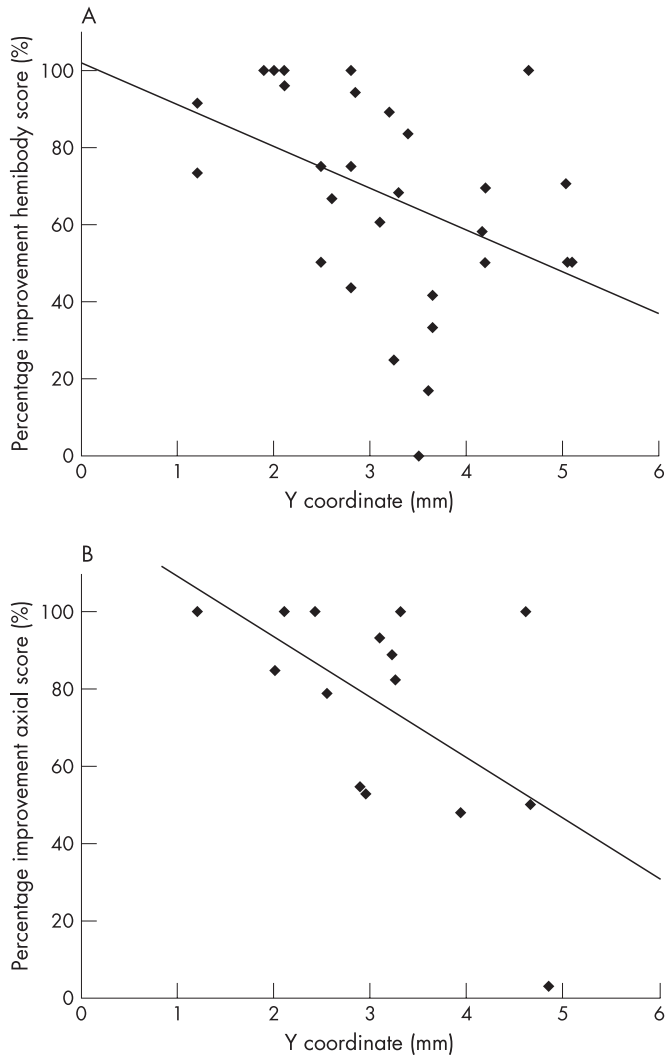 A
Percentage improvement hemibody score (%)
100
80
60
40
20
0
0 1 2 3 4 5 6
Y coordinate (mm)
B
Percentage improvement axial score (%)
100
80
60
40
20
0
0 1 2 3 4 5 6
Y coordinate (mm)